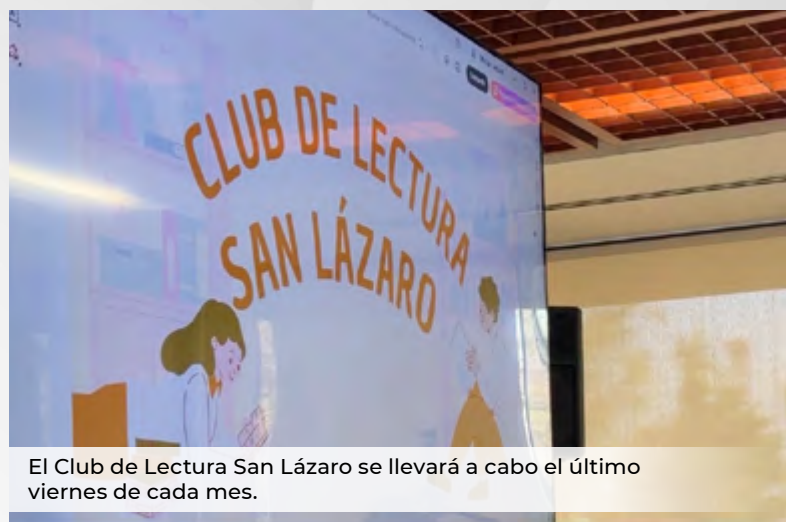 CLUB DE LECTURA
SAN LÁZARO
El Club de Lectura San Lázaro se llevará a cabo el último
viernes de cada mes.